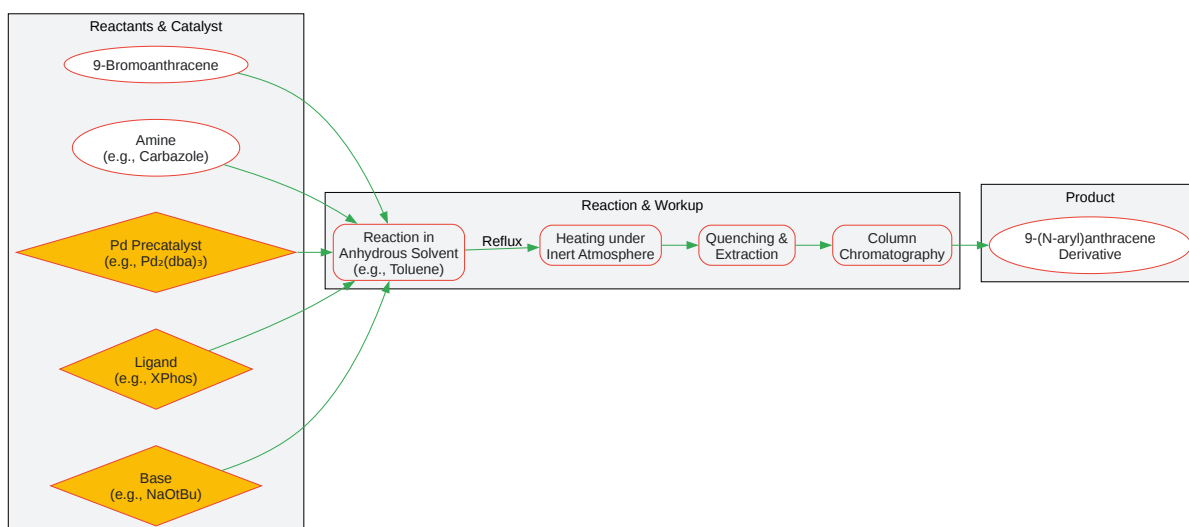 Reactants & Catalyst
9-Bromoanthracene
Amine
(e.g., Carbazole)
Pd Precatalyst
(e.g., Pd₂(dba)₃)
Ligand
(e.g., XPhos)
Base
(e.g., NaOtBu)
Reaction & Workup
Reaction in
Anhydrous Solvent
(e.g., Toluene)
Reflux
Heating under
Inert Atmosphere
Quenching &
Extraction
Column
Chromatography
Product
9-(N-aryl)anthracene
Derivative